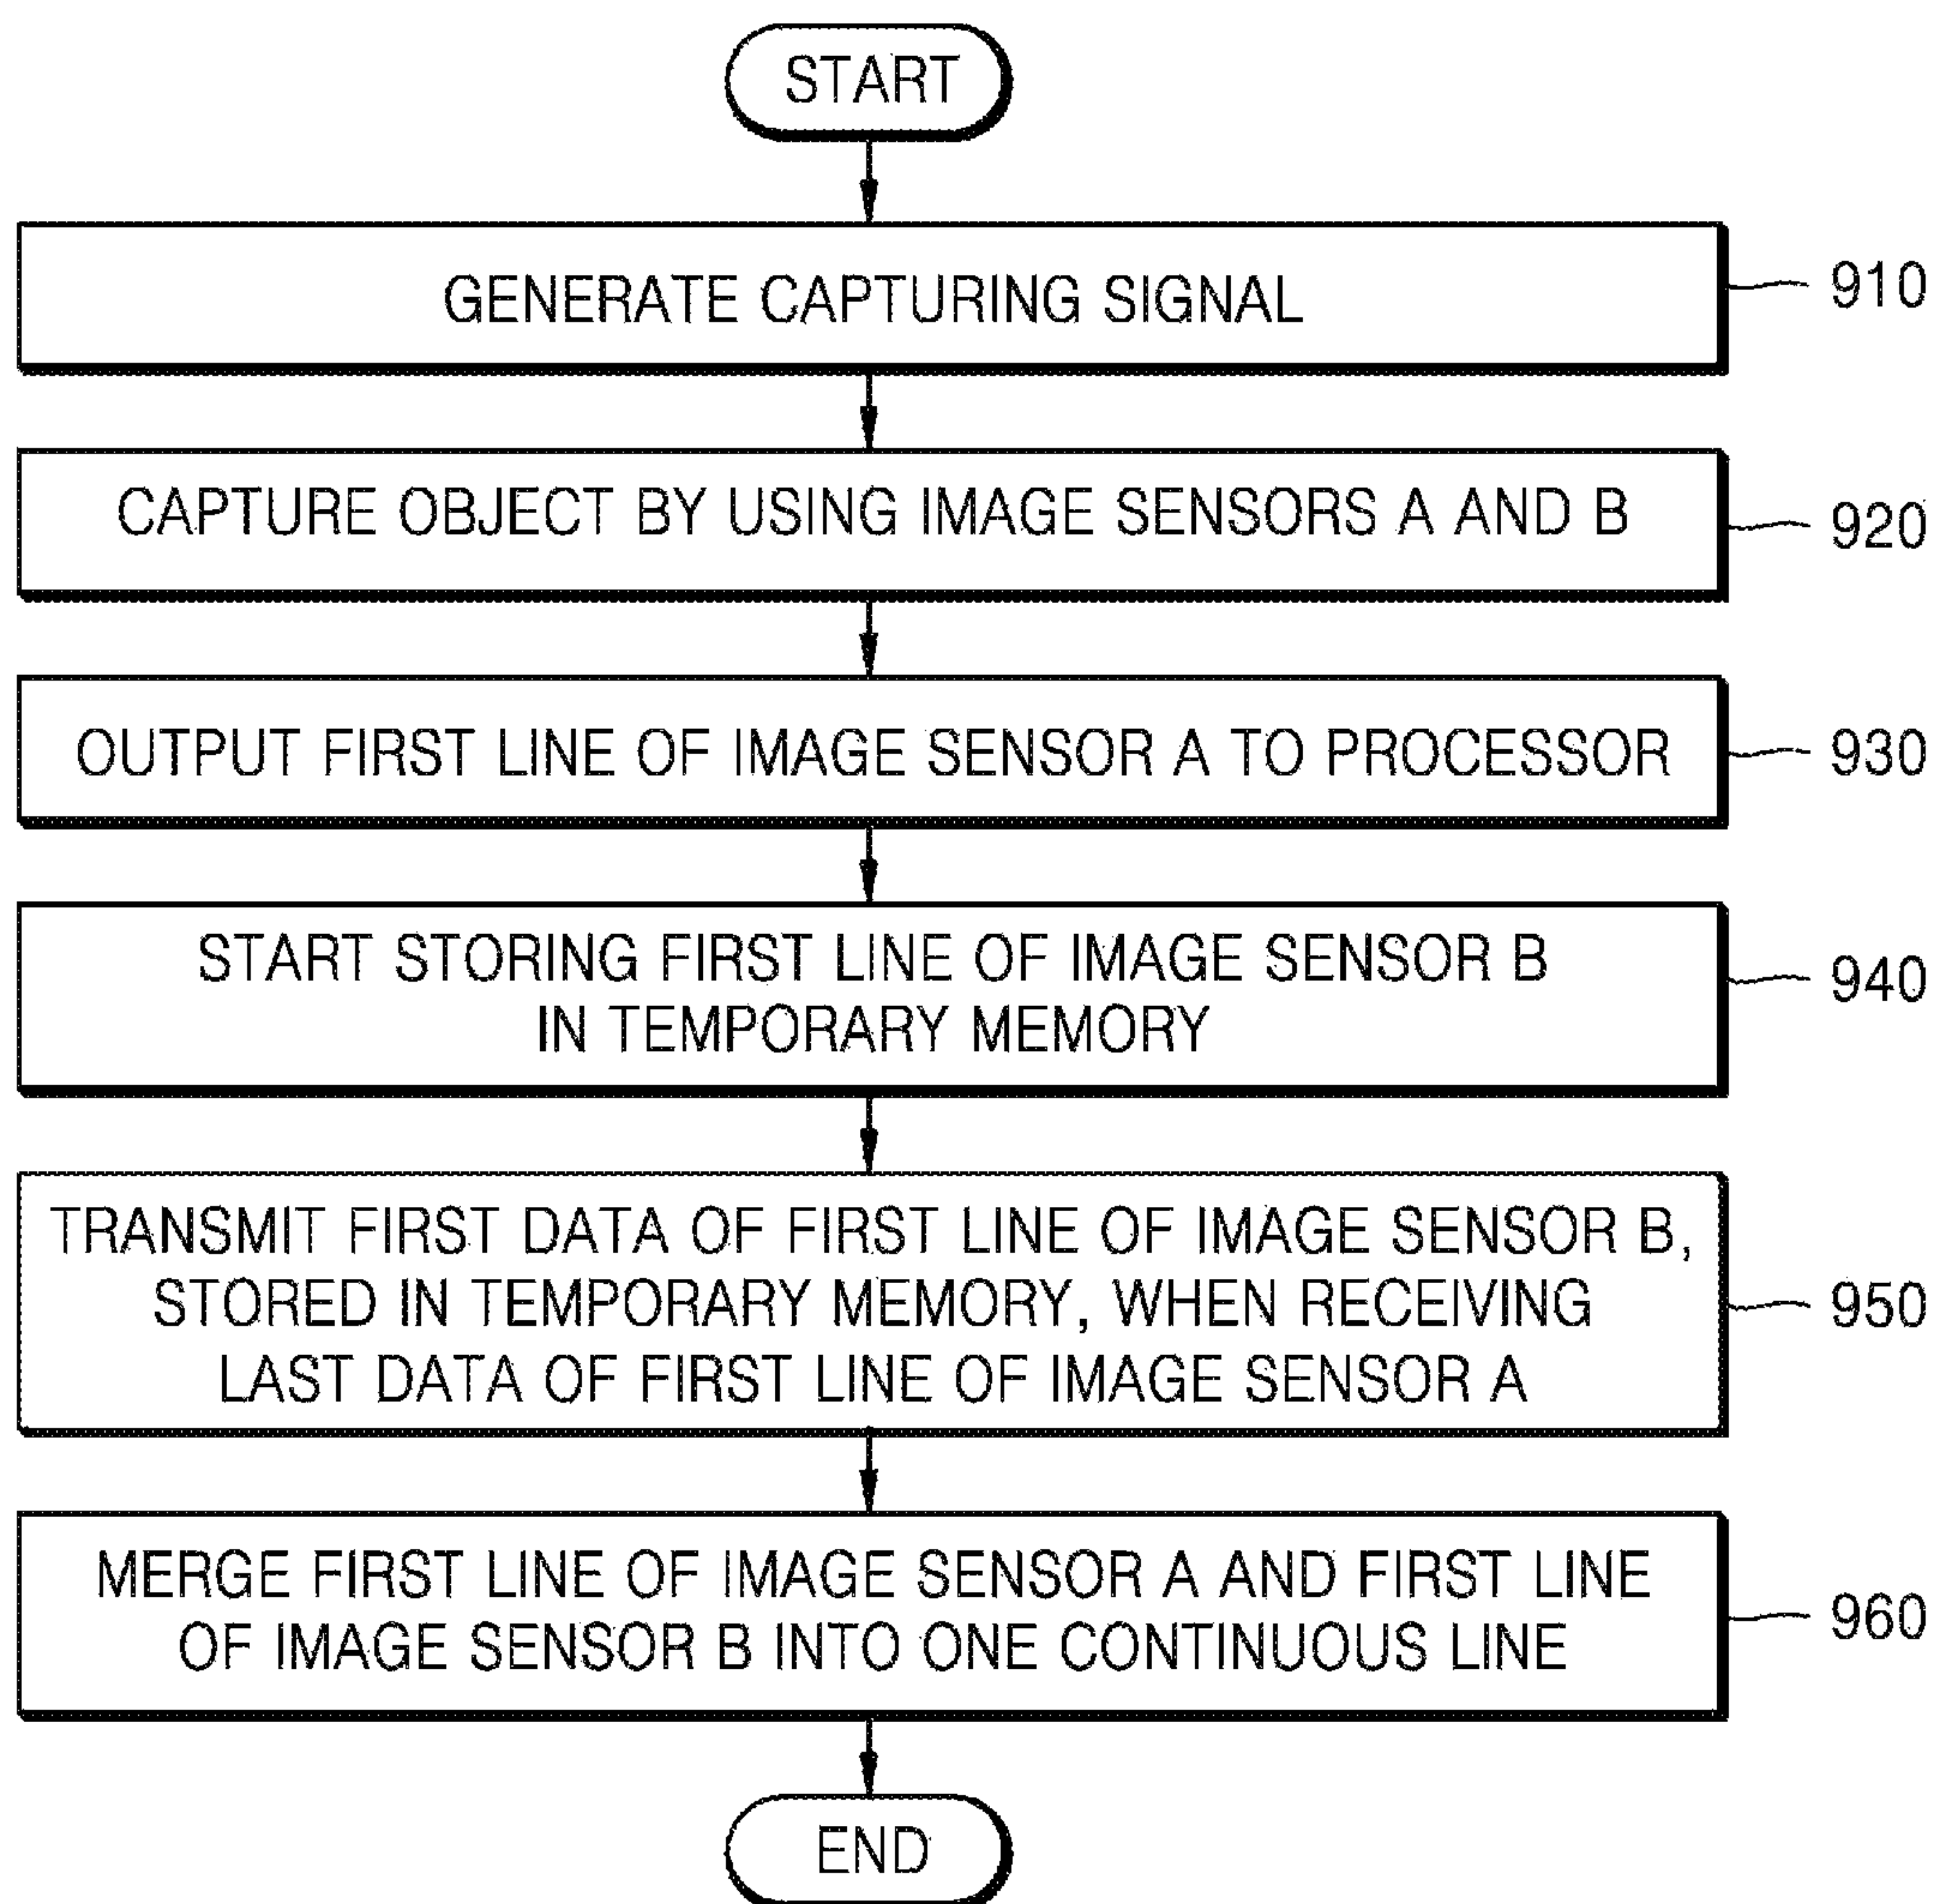 START
GENERATE CAPTURING SIGNAL
910
CAPTURE OBJECT BY USING IMAGE SENSORS A AND B
920
OUTPUT FIRST LINE OF IMAGE SENSOR A TO PROCESSOR
930
START STORING FIRST LINE OF IMAGE SENSOR B
IN TEMPORARY MEMORY
940
TRANSMIT FIRST DATA OF FIRST LINE OF IMAGE SENSOR B,
STORED IN TEMPORARY MEMORY, WHEN RECEIVING
LAST DATA OF FIRST LINE OF IMAGE SENSOR A
950
MERGE FIRST LINE OF IMAGE SENSOR A AND FIRST LINE
OF IMAGE SENSOR B INTO ONE CONTINUOUS LINE
960
END